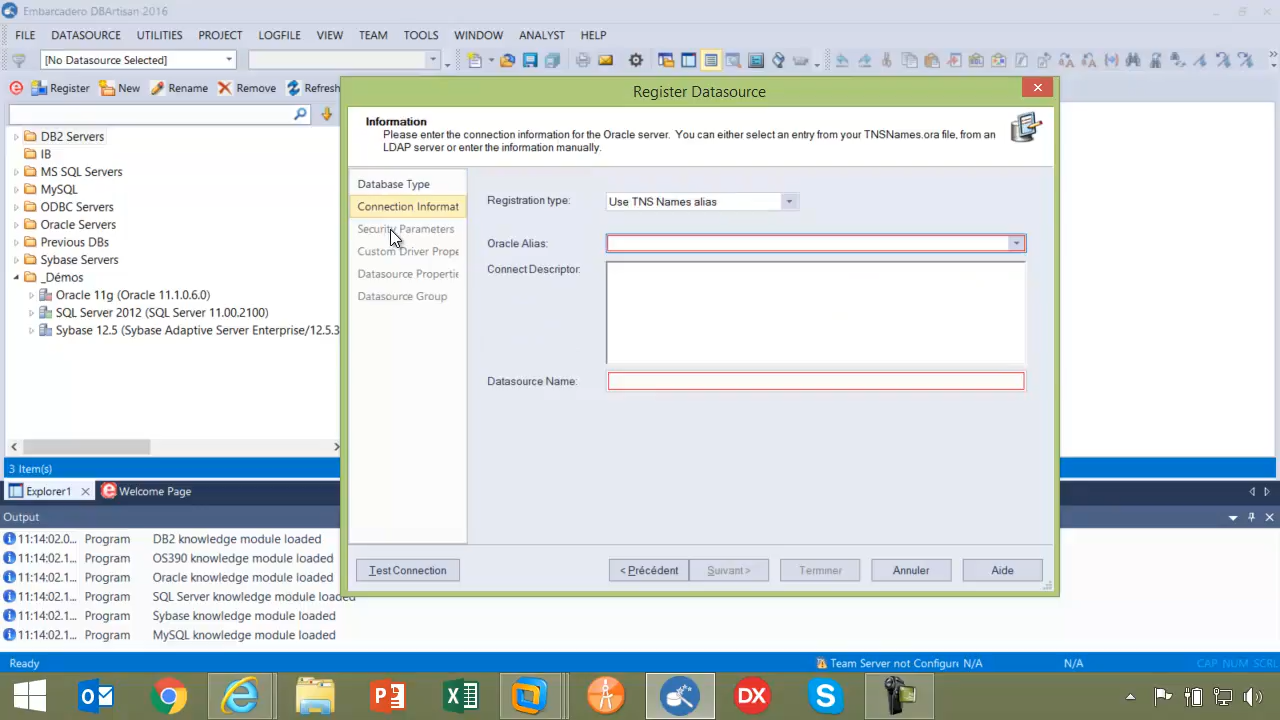 Embarcadero DBArtisan 2016
FILE DATASOURCE UTILITIES PROJECT LOGFILE VIEW TEAM TOOLS WINDOW ANALYST HELP
[No Datasource Selected]
Register New Rename Remove Refresh
Register Datasource
Information
Please enter the connection information for the Oracle server. You can either select an entry from your TNSNames.ora file, from an
LDAP server or enter the information manually.
DB2 Servers
IB
MS SQL Servers
MySQL
ODBC Servers
Oracle Servers
Previous DBs
Sybase Servers
_Démos
Oracle 11g (Oracle 11.1.0.6.0)
SQL Server 2012 (SQL Server 11.00.2100)
Sybase 12.5 (Sybase Adaptive Server Enterprise/12.5.3
Database Type
Connection Informat
Security Parameters
Custom Driver Prope
Datasource Propertie
Datasource Group
Registration type: Use TNS Names alias
Oracle Alias:
Connect Descriptor:
Datasource Name:
Test Connection < Précédent Suivant > Terminer Annuler Aide
3 Item(s)
Explorer1 Welcome Page
Output
11:14:02.0... Program DB2 knowledge module loaded
11:14:02.1... Program OS390 knowledge module loaded
11:14:02.1... Program Oracle knowledge module loaded
11:14:02.1... Program SQL Server knowledge module loaded
11:14:02.1... Program Sybase knowledge module loaded
11:14:02.1... Program MySQL knowledge module loaded
Ready Team Server not Configure N/A N/A CAP NUM SCRL
DX